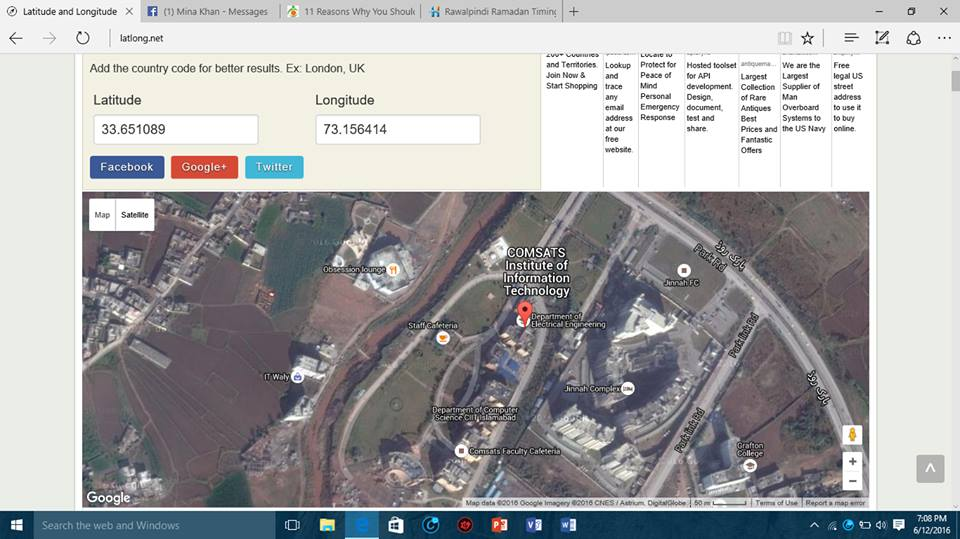 Latitude and Longitude
(1) Mina Khan - Messages
11 Reasons Why You Shoul
Rawalpindi Ramadan Timing
latlong.net
Add the country code for better results. Ex: London, UK
Latitude
Longitude
33.651089
73.156414
Facebook
Google+
Twitter
and Territories.
Join Now &
Start Shopping
Lookup
and
trace
any
email
address
at our
free
website.
Locate to
Protect for
Peace of
Mind
Personal
Emergency
Response
Hosted toolset
for API
development.
Design,
document,
test and
share.
antiquema...
Largest
Collection
of Rare
Antiques
Best
Prices and
Fantastic
Offers
We are the
Largest
Supplier of
Man
Overboard
Systems to
the US Navy
Free
legal US
street
address
to use it
to buy
online.
Map
Satellite
COMSATS
Institute of
Information
Technology
Obsession lounge
Park Rd
پارک روڈ
Jinnah FC
Department of
Electrical Engineering
Staff Cafeteria
Park link Rd
IT Waly
Jinnah Complex
پارک روڈ
Department of Computer
Science CIIT Islamabad
Park link Rd
Comsats Faculty Cafeteria
Grafton
College
Google
Map data ©2016 Google Imagery ©2016 CNES / Astrium, DigitalGlobe
50 m
Terms of Use
Report a map error
Search the web and Windows
7:08 PM
6/12/2016